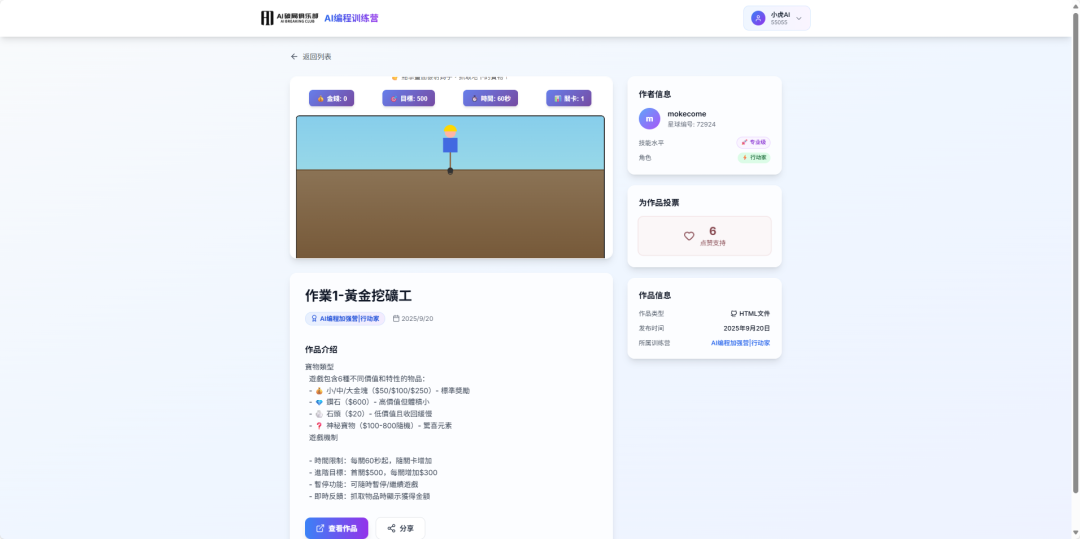 AI破局俱乐部
AI BREAKING CLUB
AI编程训练营
小虎AI
55055
返回列表
金錢: 0
目標: 500
時間: 60秒
關卡: 1
作業1-黃金挖礦工
AI编程加强营|行动家
2025/9/20
作品介绍
寶物類型
遊戲包含6種不同價值和特性的物品：
- 小/中/大金塊（$50/$100/$250）- 標準獎勵
- 鑽石（$600）- 高價值但體積小
- 石頭（$20）- 低價值且收回緩慢
- ❓ 神秘寶物（$100-800隨機）- 驚喜元素
遊戲機制
- 時間限制：每關60秒起，隨關卡增加
- 進階目標：首關$500，每關增加$300
- 暫停功能：可隨時暫停/繼續遊戲
- 即時反饋：抓取物品時顯示獲得金額
查看作品
分享
作者信息
m
mokecome
星球编号: 72924
技能水平
专业级
角色
行动家
为作品投票
6
点赞支持
作品信息
作品类型
HTML文件
发布时间
2025年9月20日
所属训练营
AI编程加强营|行动家